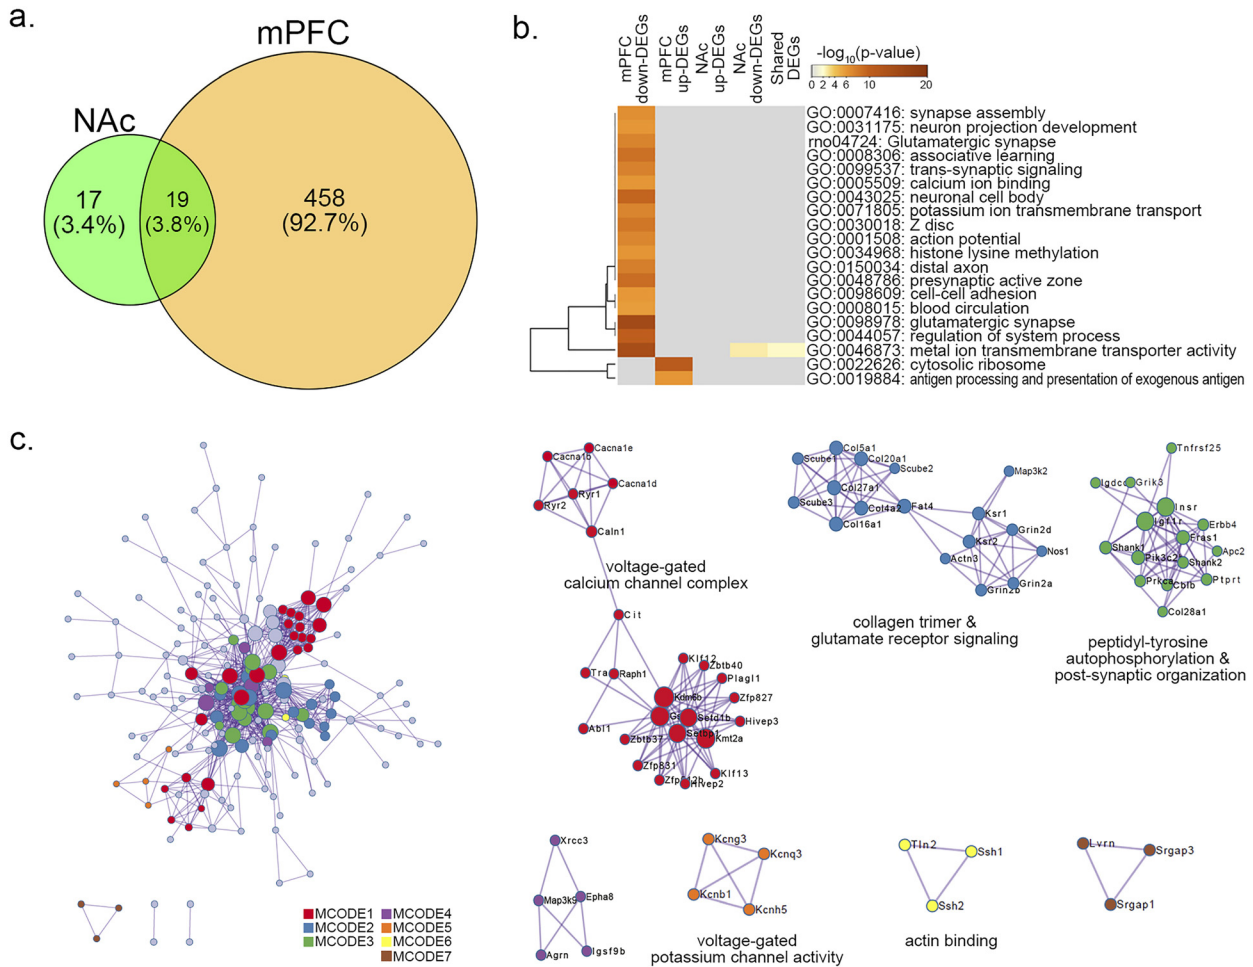 a.
mPFC
NAc
17
(3.4%)
19
(3.8%)
458
(92.7%)
b.
mPFC
down-DEGs
mPFC
up-DEGs
NAc
up-DEGs
NAc
down-DEGs
Shared
DEGs
-log10(p-value)
0 2 4 6 10 20
GO:0007416: synapse assembly
GO:0031175: neuron projection development
rno04724: Glutamatergic synapse
GO:0008306: associative learning
GO:0099537: trans-synaptic signaling
GO:0005509: calcium ion binding
GO:0043025: neuronal cell body
GO:0071805: potassium ion transmembrane transport
GO:0030018: Z disc
GO:0001508: action potential
GO:0034968: histone lysine methylation
GO:0150034: distal axon
GO:0048786: presynaptic active zone
GO:0098609: cell-cell adhesion
GO:0008015: blood circulation
GO:0098978: glutamatergic synapse
GO:0044057: regulation of system process
GO:0046873: metal ion transmembrane transporter activity
GO:0022626: cytosolic ribosome
GO:0019884: antigen processing and presentation of exogenous antigen
c.
MCODE1
MCODE2
MCODE3
MCODE4
MCODE5
MCODE6
MCODE7
Cacna1e
Cacna1b
Cacna1d
Ryr1
Ryr2
Caln1
voltage-gated
calcium channel complex
Cit
Tra
Raph1
Abl1
Klf12
Zbtb40
Plagl1
Kdm6b
Zfp827
Setd1b
Hivep3
Setbp1
Zbtb37
Kmt2a
Zfp831
Klf13
Hivep2
Col5a1
Scube1
Col20a1
Scube2
Col27a1
Scube3
Col4a2
Fat4
Col16a1
Map3k2
Ksr1
Grin2d
Ksr2
Nos1
Actn3
Grin2a
Grin2b
collagen trimer &
glutamate receptor signaling
Tnfrsf25
Igdcc
Grik3
Insr
Igf1r
Erbb4
Fras1
Shank1
Apc2
Pik3c2
Shank2
Prkca
Cblb
Ptprt
Col28a1
peptidyl-tyrosine
autophosphorylation &
post-synaptic organization
Xrcc3
Map3k9
Epha8
Agrn
Igsf9b
Kcng3
Kcnq3
Kcnb1
Kcnh5
voltage-gated
potassium channel activity
Tln2
Ssh1
Ssh2
actin binding
Lvrn
Srgap3
Srgap1